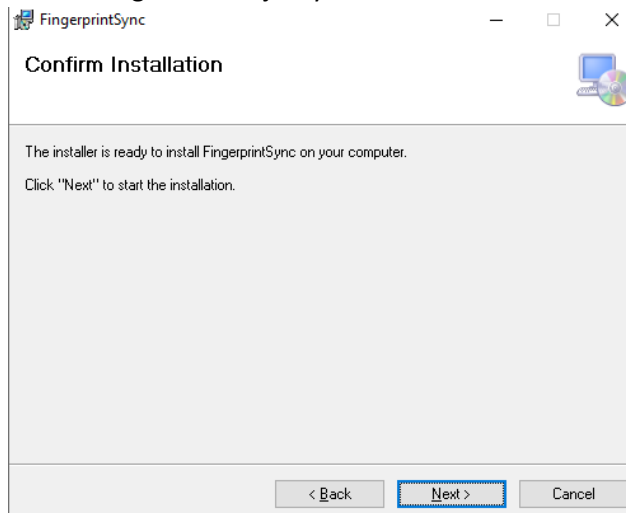 FingerprintSync
Confirm Installation
The installer is ready to install FingerprintSync on your computer.
Click "Next" to start the installation.
< Back
Next >
Cancel